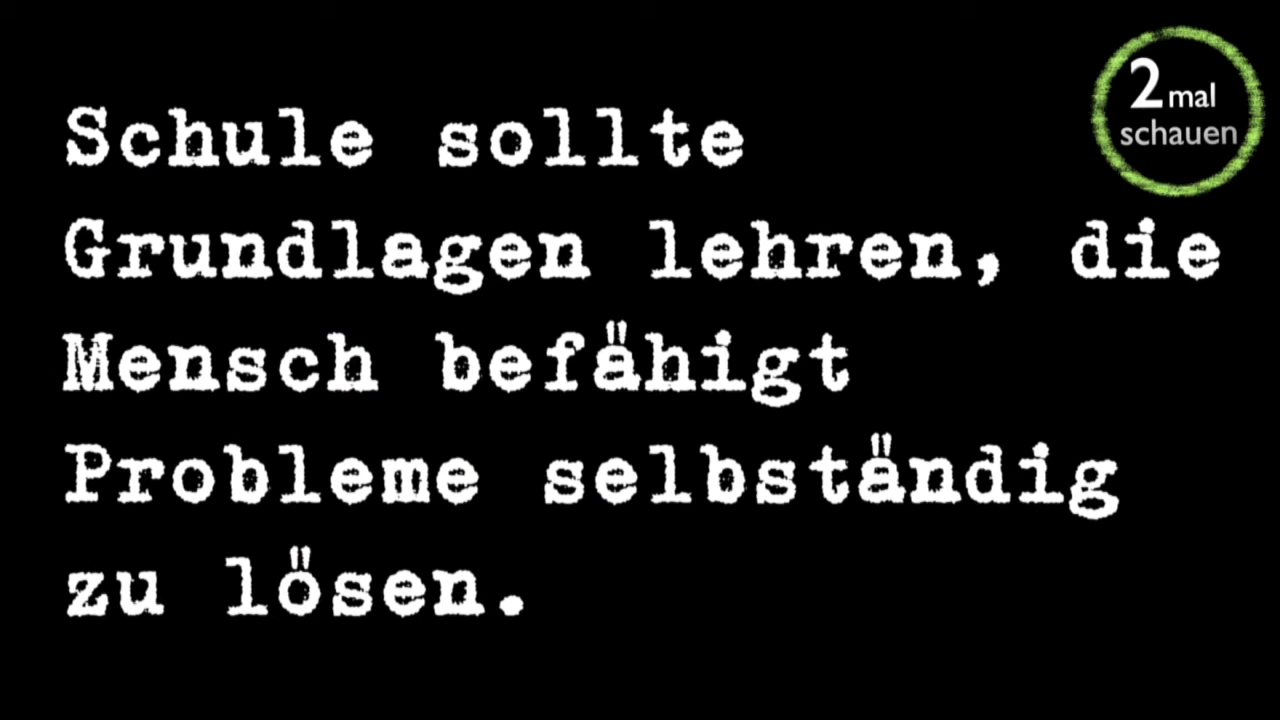 Schule sollte
Grundlagen lehren, die
Mensch befähigt
Probleme selbständig
zu lösen.
2 mal
schauen